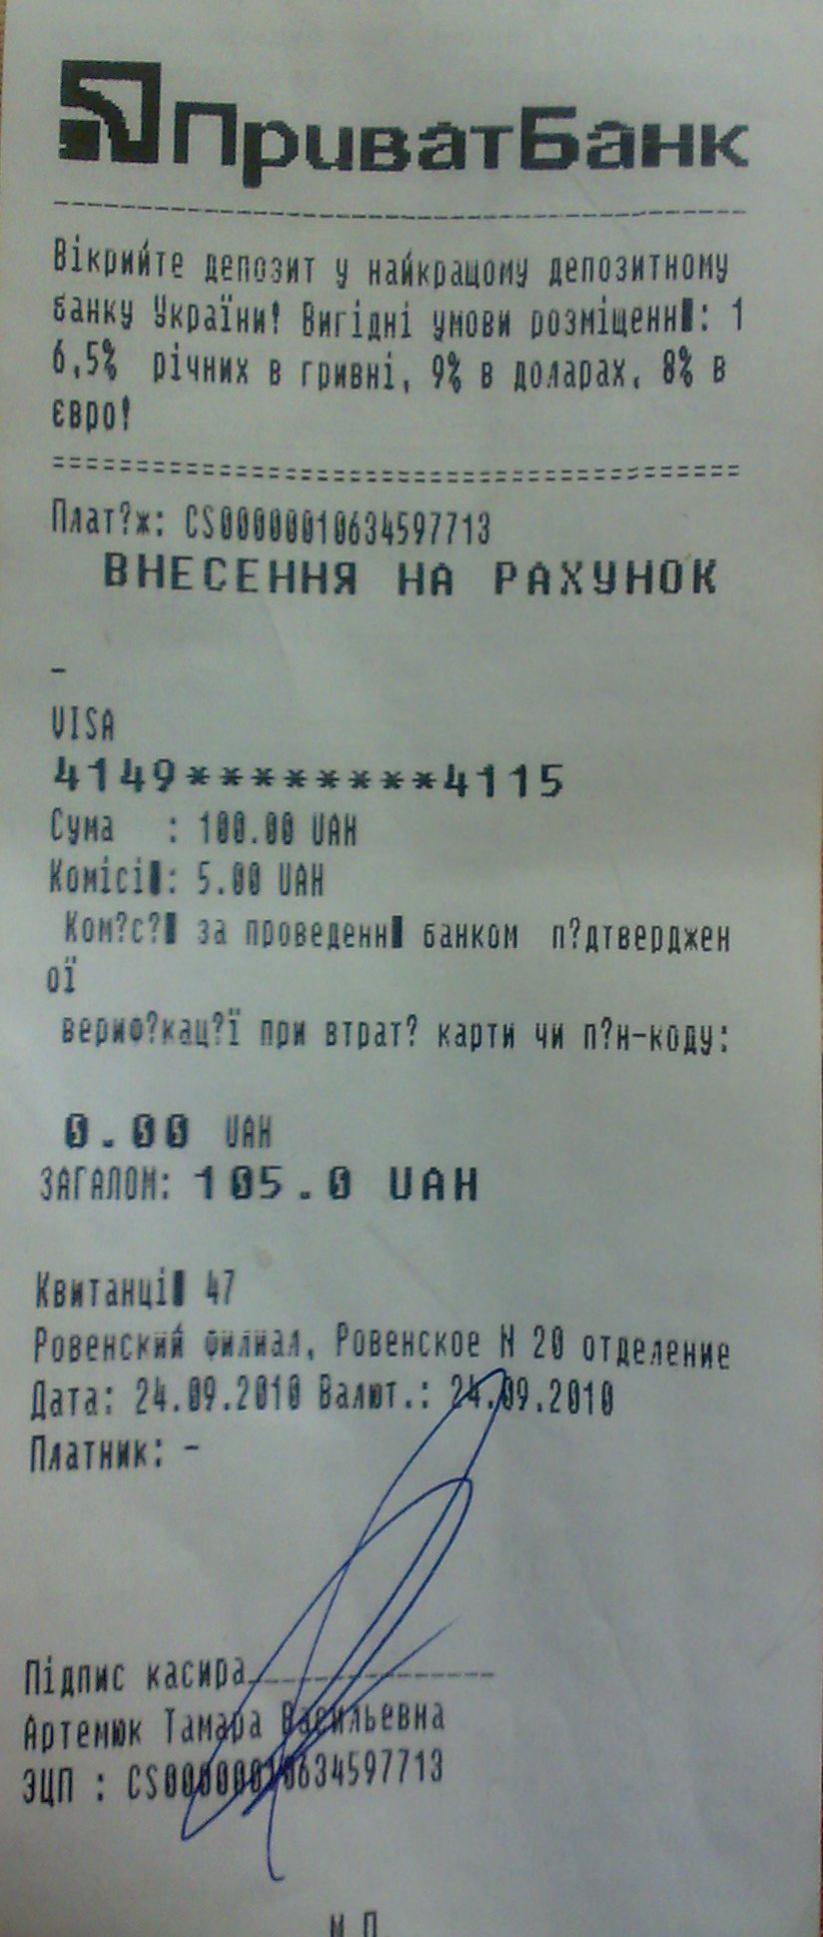 ПриватБанк
Вікрийте депозит у найкращому депозитному
банку України! Вигідні умови розміщенн█: 1
6,5% річних в гривні, 9% в доларах, 8% в
євро!
Плат?ж: CS00000010634597713
ВНЕСЕННЯ НА РАХУНОК
-
VISA
4149********4115
Сума : 100.00 UAH
Комісі█: 5.00 UAH
Ком?с?█ за проведенн█ банком п?дтверджен
ої
вериф?кац?ї при втрат? карти чи п?н-коду:
0.00 UAH
ЗАГАЛОМ: 105.0 UAH
Квитанці█ 47
Ровенский филиал, Ровенское N 20 отделение
Дата: 24.09.2010 Валют.: 24.09.2010
Платник: -
Підпис касира
Артемюк Тамара Васильевна
ЭЦП : CS00000010634597713
М П